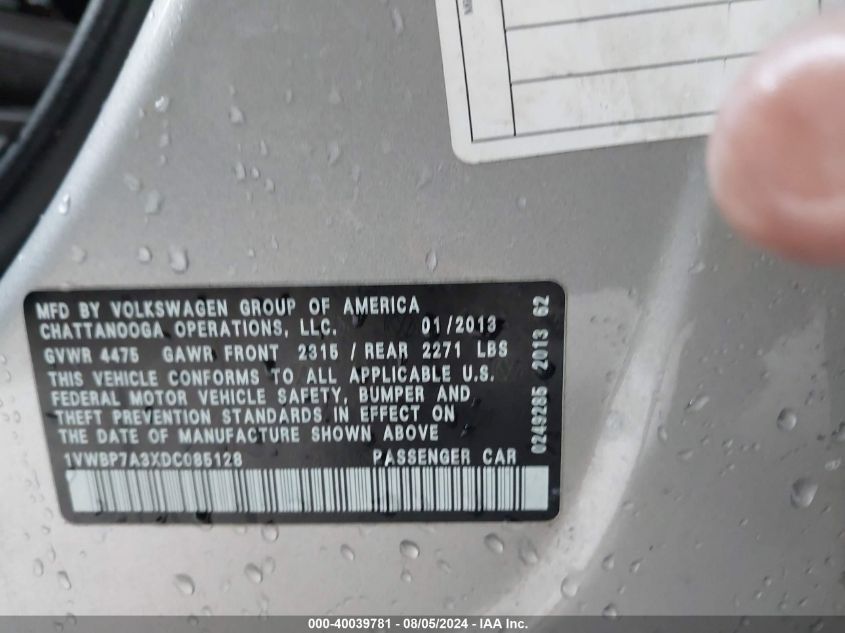 MFD BY VOLKSWAGEN GROUP OF AMERICA
CHATTANOOGA OPERATIONS, LLC. 01/2013
GVWR 4475 GAWR FRONT 2315 / REAR 2271 LBS
THIS VEHICLE CONFORMS TO ALL APPLICABLE U.S.
FEDERAL MOTOR VEHICLE SAFETY, BUMPER AND
THEFT PREVENTION STANDARDS IN EFFECT ON
THE DATE OF MANUFACTURE SHOWN ABOVE
1VWBP7A3XDC085128 PASSENGER CAR
0249285 2013 62
000-40039781 - 08/05/2024 - IAA Inc.